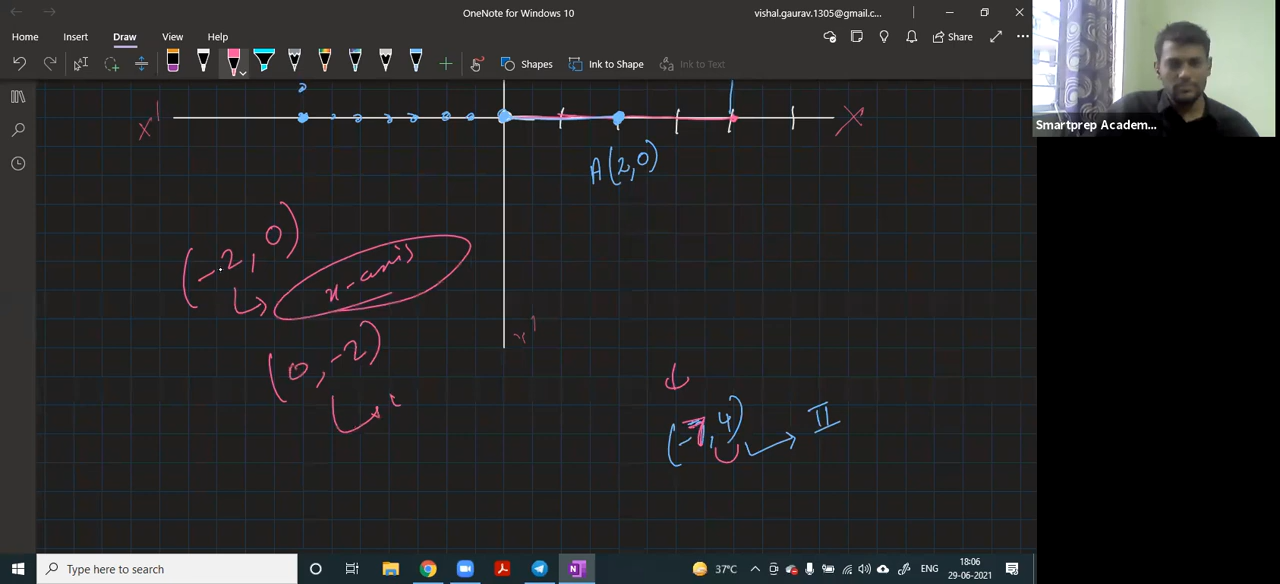 OneNote for Windows 10
vishal.gaurav.1305@gmail.c...
Home Insert Draw View Help
Share
Shapes
Ink to Shape
Ink to Text
Smartprep Academ...
X'
X
A(2,0)
(-2,0)
x-axis
(0,-2)
(-7,4)
II
Type here to search
37°C
ENG
18:06
29-06-2021